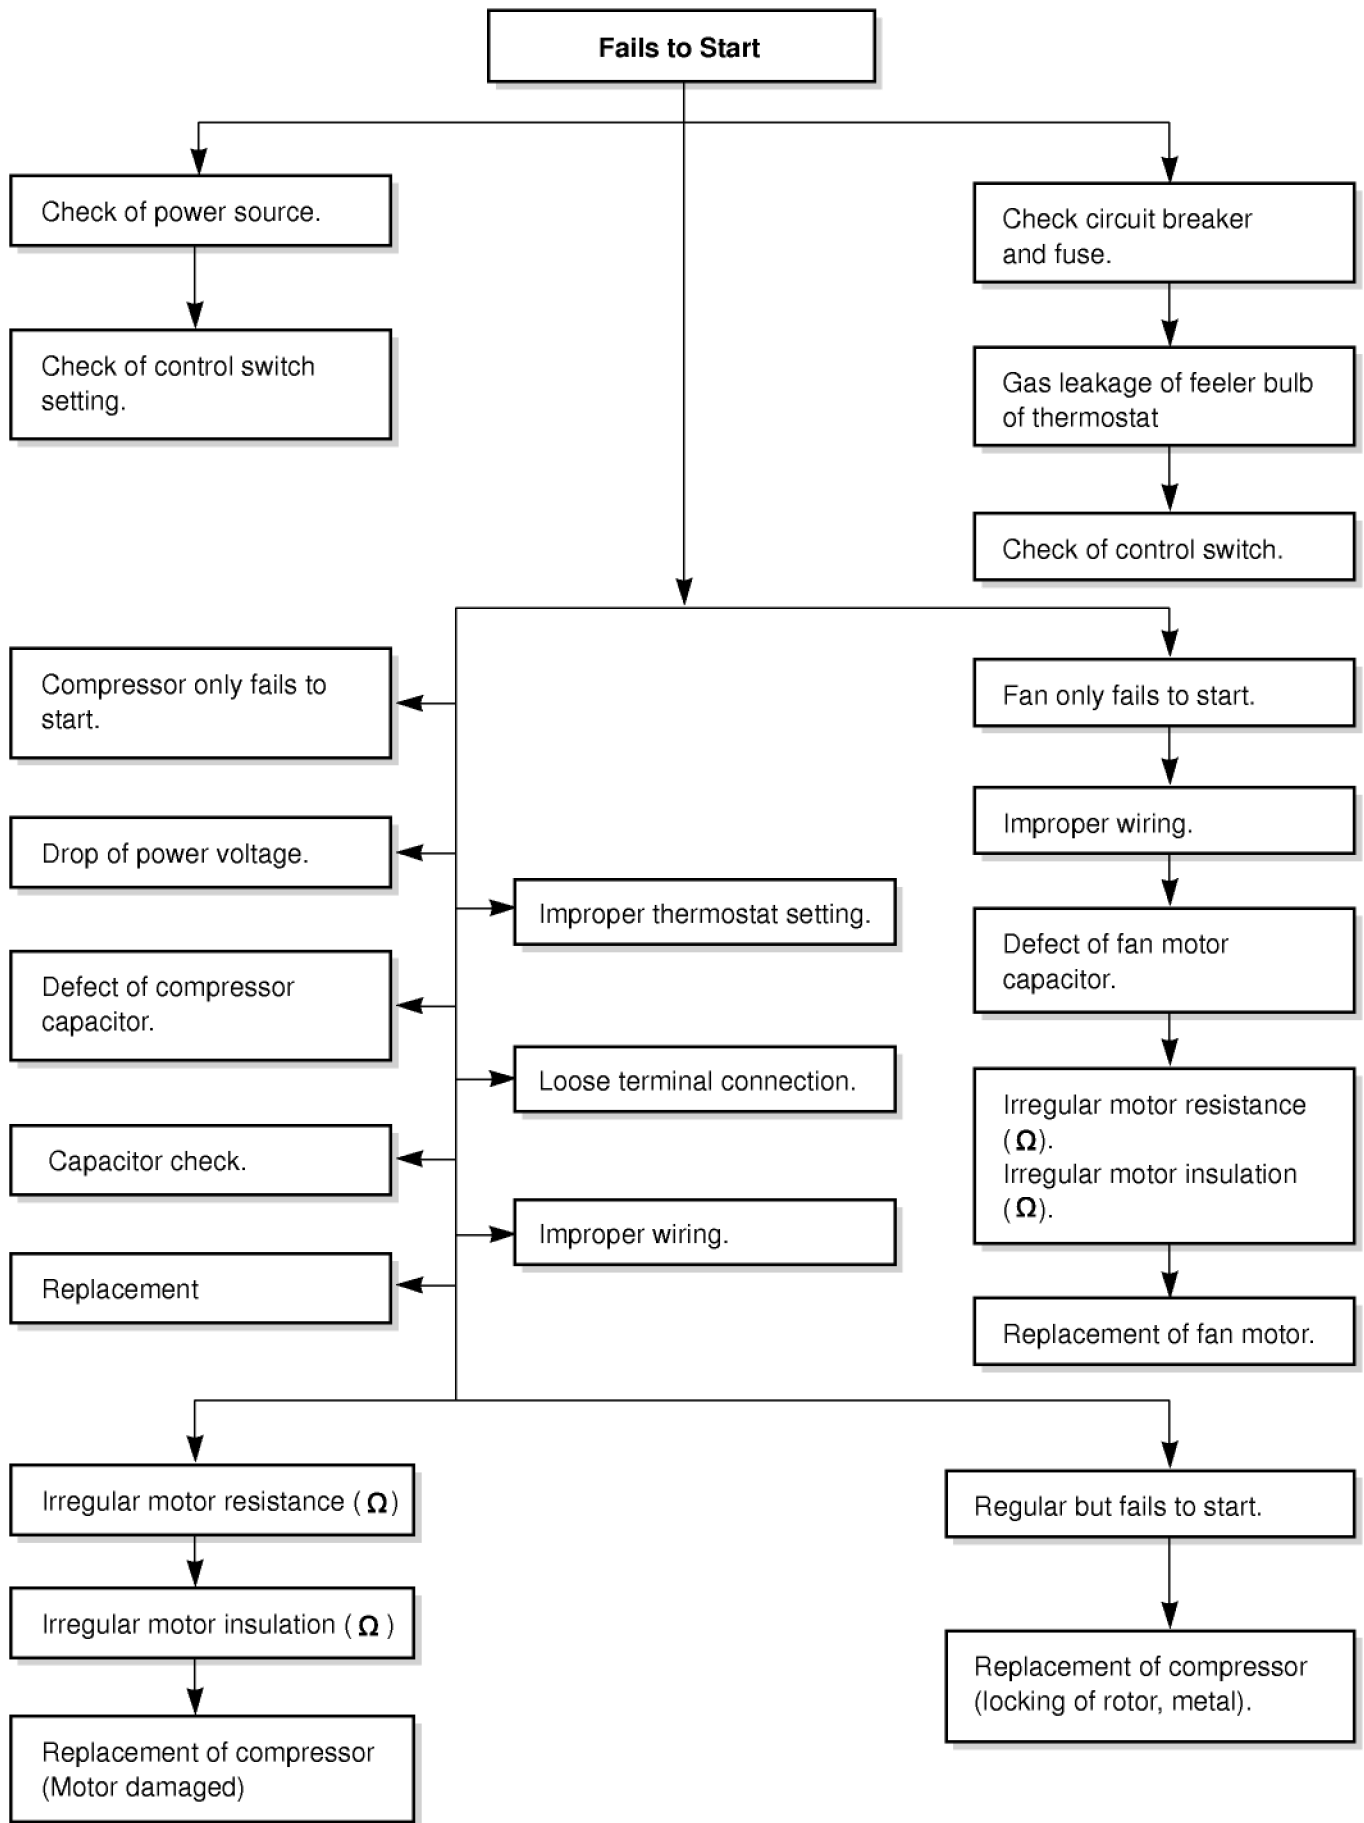 Fails to Start
Check of power source.
Check circuit breaker
and fuse.
Check of control switch
setting.
Gas leakage of feeler bulb
of thermostat
Check of control switch.
Compressor only fails to
start.
Fan only fails to start.
Drop of power voltage.
Improper wiring.
Improper thermostat setting.
Defect of fan motor
capacitor.
Defect of compressor
capacitor.
Loose terminal connection.
Irregular motor resistance
(Ω).
Irregular motor insulation
(Ω).
Capacitor check.
Improper wiring.
Replacement
Replacement of fan motor.
Irregular motor resistance (Ω)
Regular but fails to start.
Irregular motor insulation (Ω )
Replacement of compressor
(locking of rotor, metal).
Replacement of compressor
(Motor damaged)